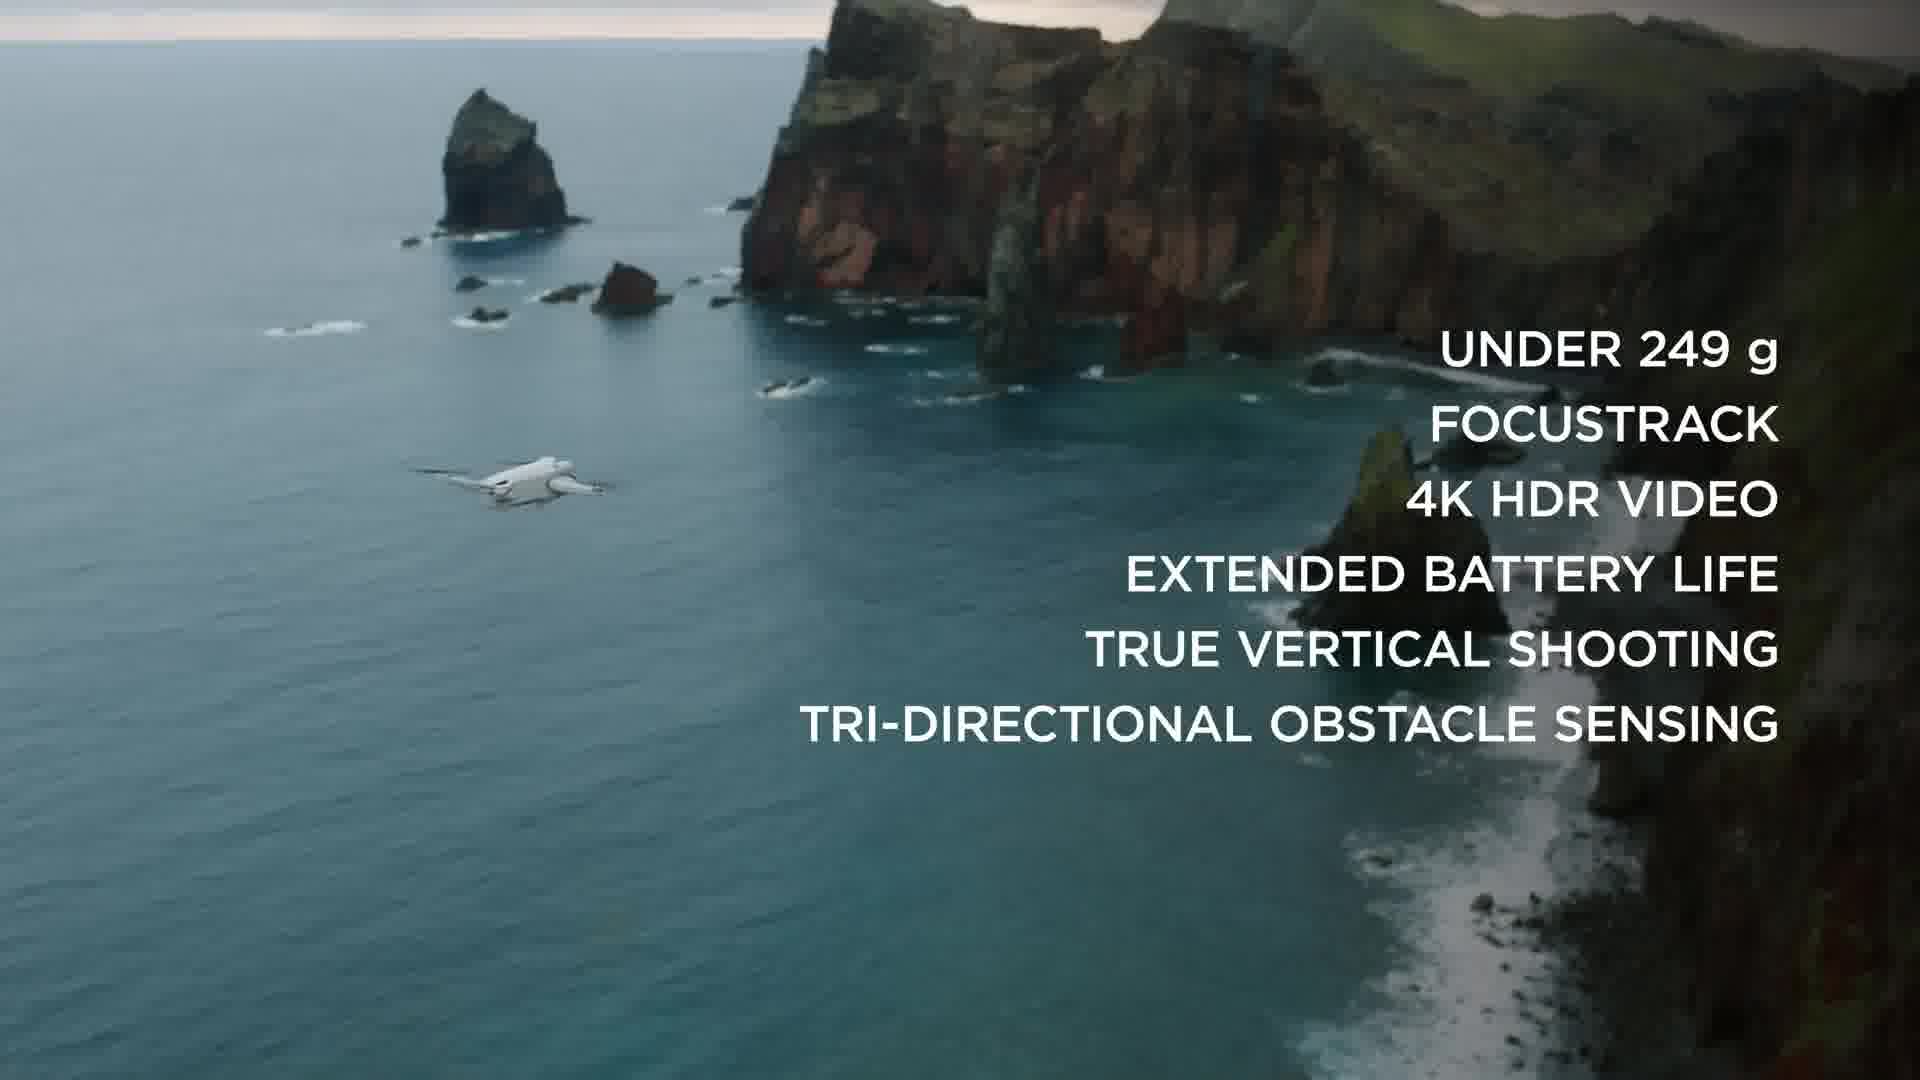 UNDER 249 g
FOCUSTRACK
4K HDR VIDEO
EXTENDED BATTERY LIFE
TRUE VERTICAL SHOOTING
TRI-DIRECTIONAL OBSTACLE SENSING